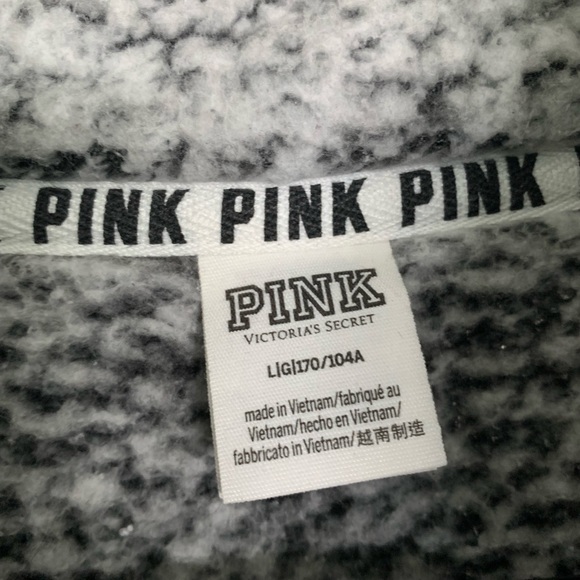 PINK PINK PINK
PINK
VICTORIA'S SECRET
L|G|170/104A
made in Vietnam/fabriqué au
Vietnam/hecho en Vietnam/
fabbricato in Vietnam/越南制造